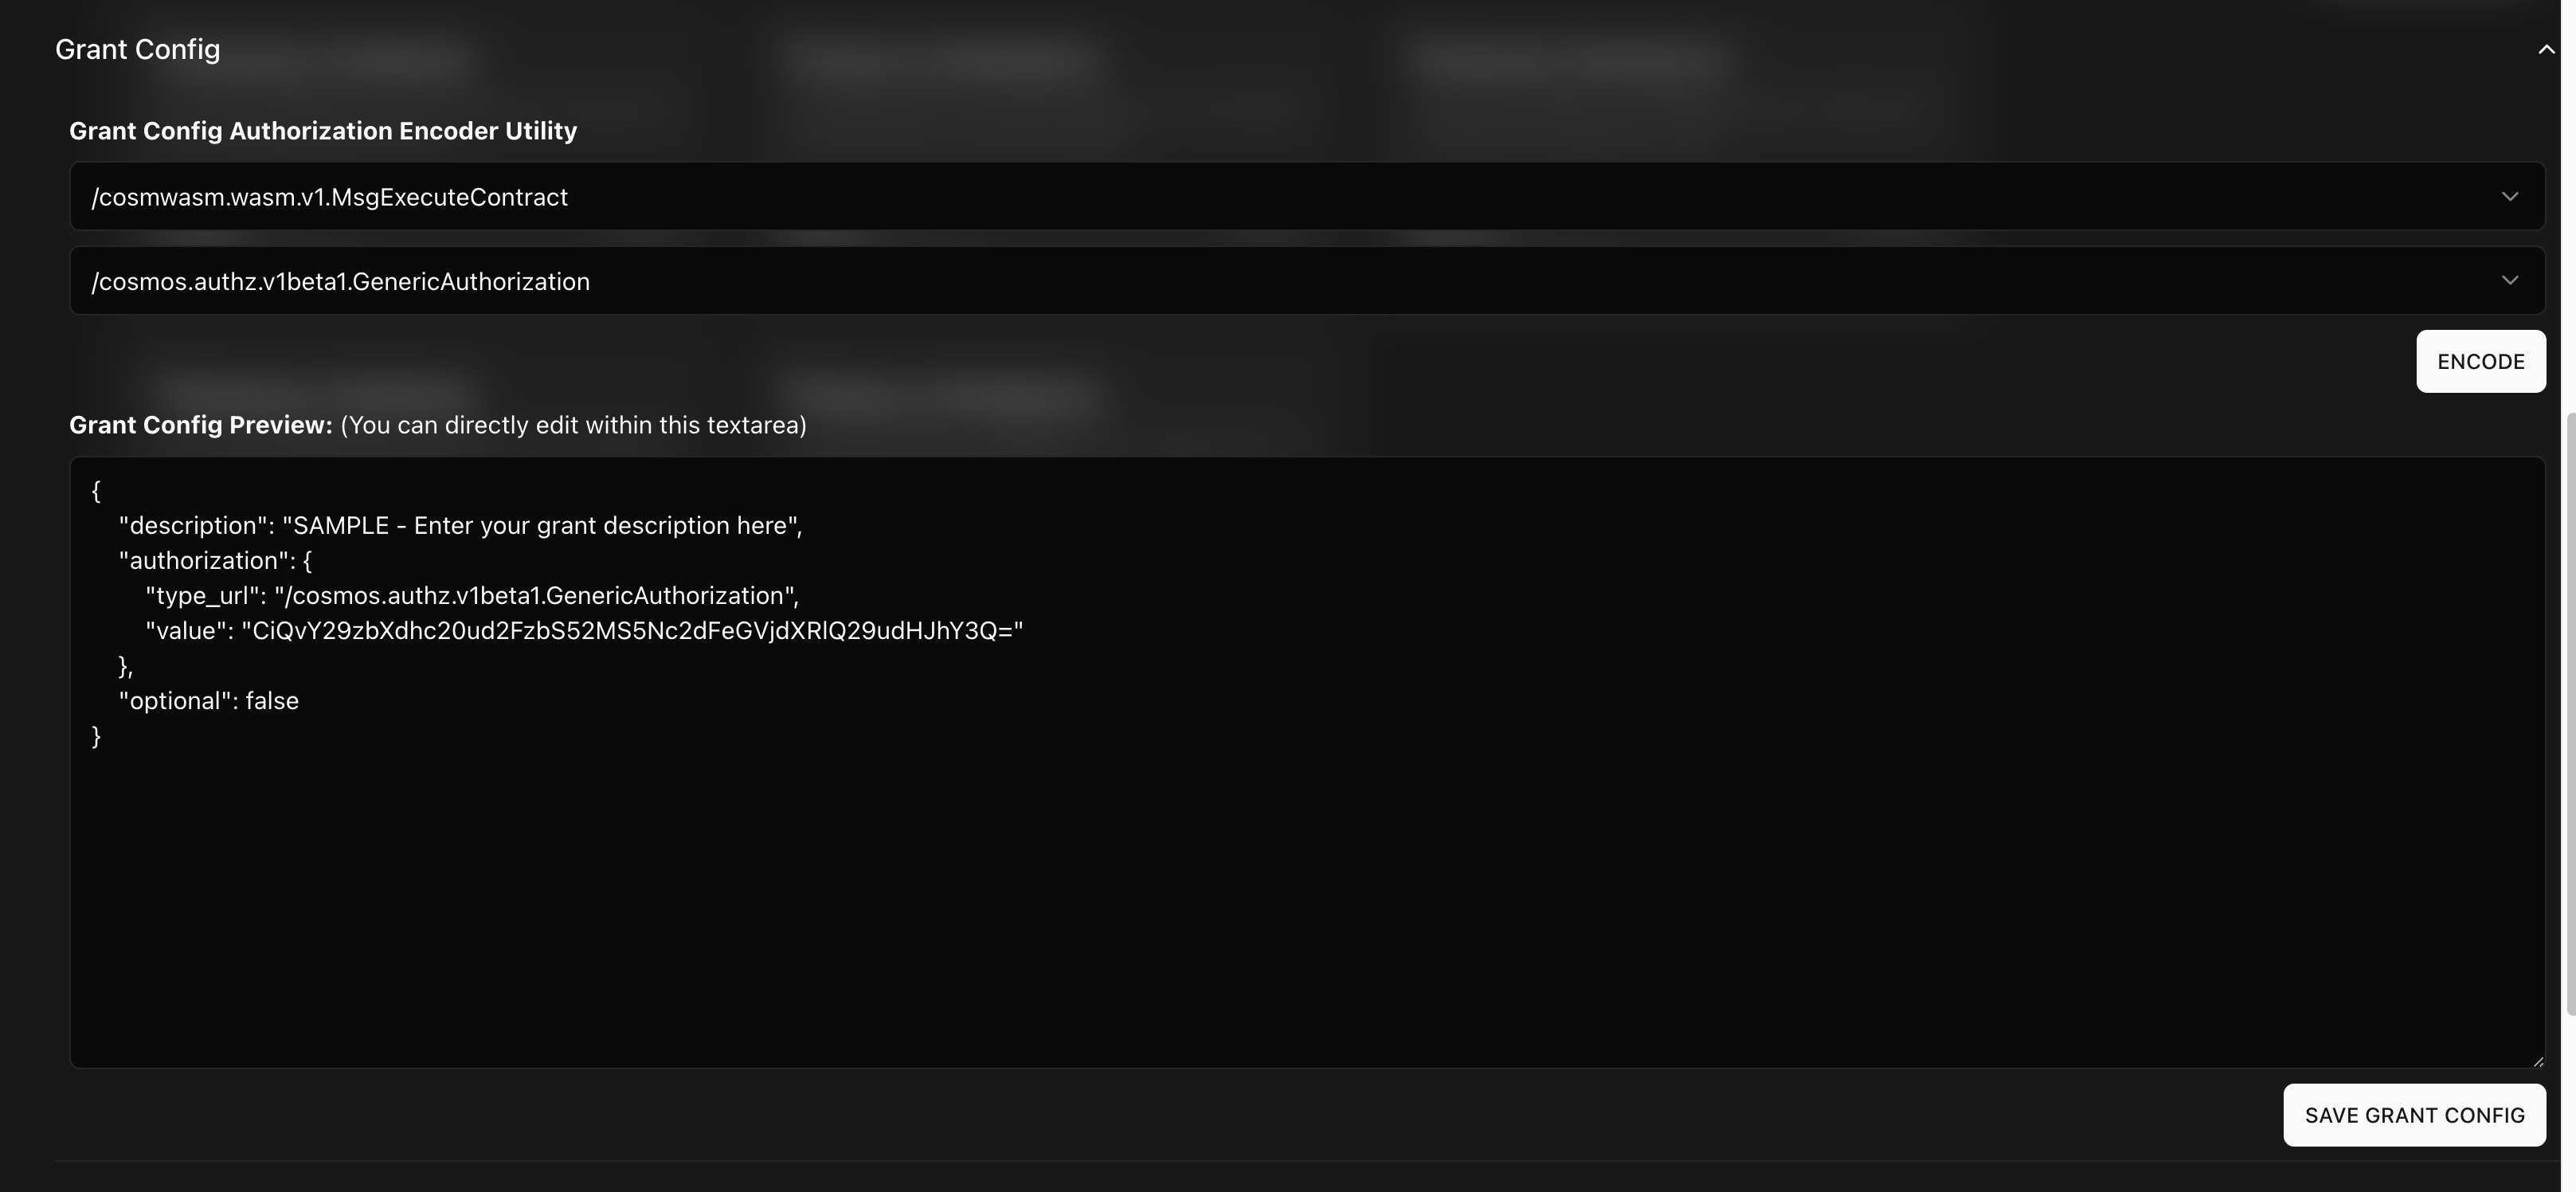 Grant Config
Grant Config Authorization Encoder Utility
/cosmwasm.wasm.v1.MsgExecuteContract
/cosmos.authz.v1beta1.GenericAuthorization
ENCODE
Grant Config Preview: (You can directly edit within this textarea)
{
"description": "SAMPLE - Enter your grant description here",
"authorization": {
"type_url": "/cosmos.authz.v1beta1.GenericAuthorization",
"value": "CiQvY29zbXdhc20ud2FzbS52MS5Nc2dFeGVjdXRlQ29udHJhY3Q="
},
"optional": false
}
SAVE GRANT CONFIG